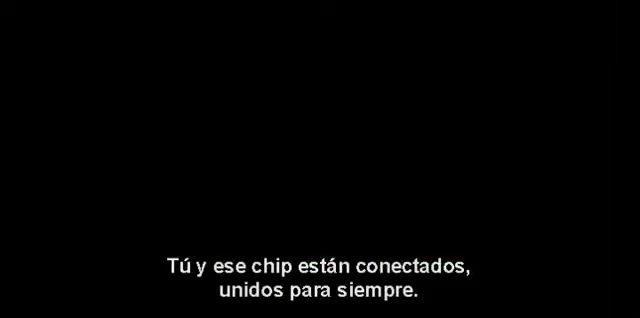 Tú y ese chip están conectados,
unidos para siempre.